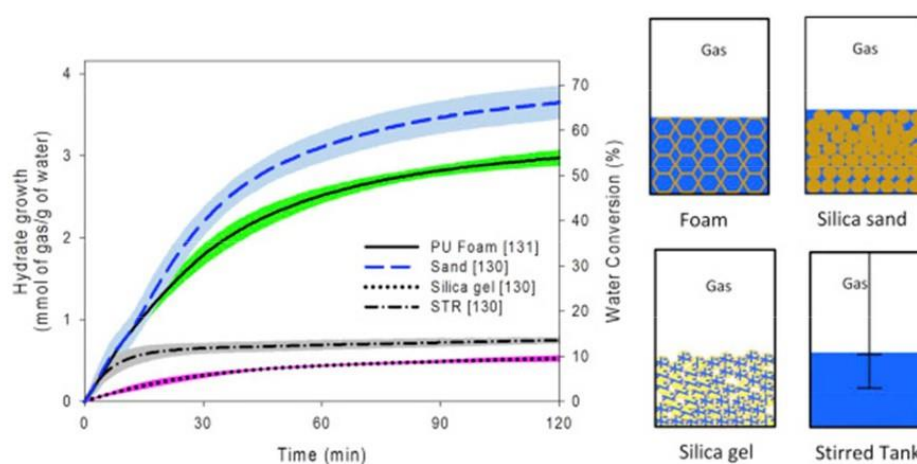 Hydrate growth
(mmol of gas/g of water)
4
3
2
1
0
Water Conversion (%)
70
60
50
40
30
20
10
0
PU Foam [131]
Sand [130]
Silica gel [130]
STR [130]
0 30 60 90 120
Time (min)
Gas
Foam
Gas
Silica sand
Gas
Silica gel
Gas
Stirred Tank